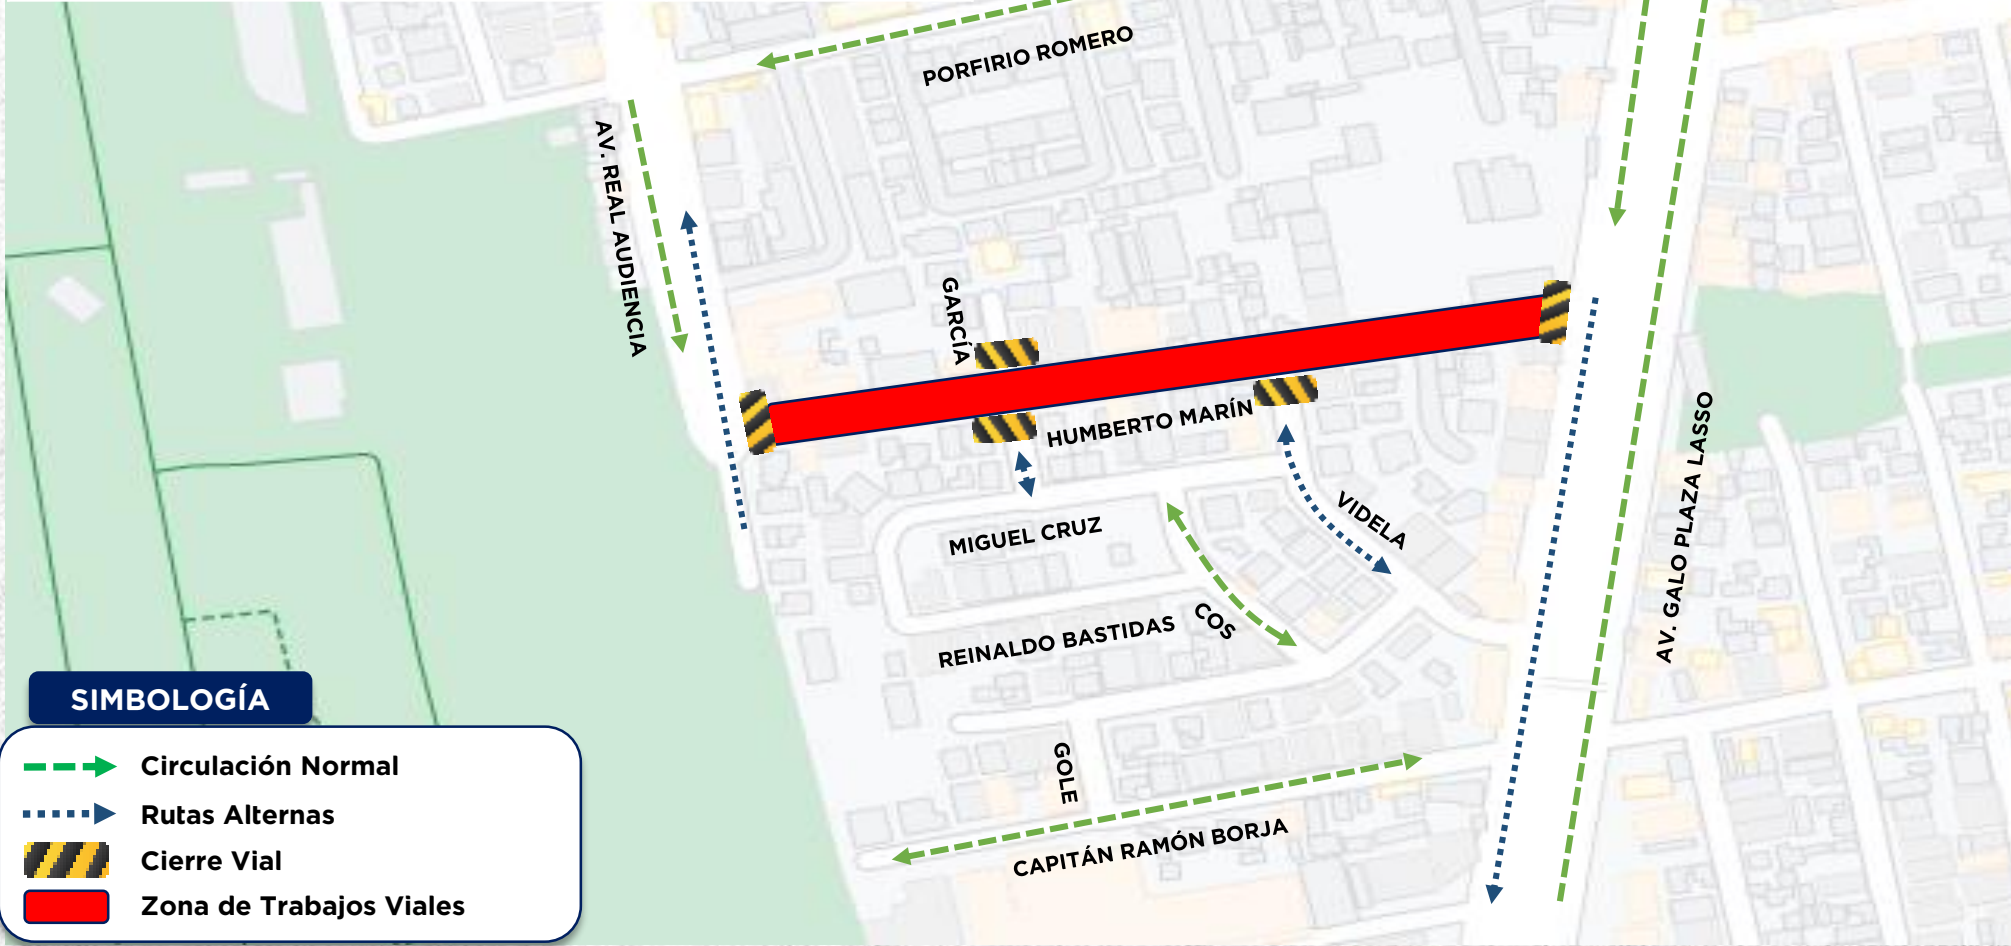 PORFIRIO ROMERO
AV. REAL AUDIENCIA
GARCÍA
HUMBERTO MARÍN
AV. GALO PLAZA LASSO
VIDELA
MIGUEL CRUZ
COS
REINALDO BASTIDAS
GOLE
CAPITÁN RAMÓN BORJA
SIMBOLOGÍA
Circulación Normal
Rutas Alternas
Cierre Vial
Zona de Trabajos Viales